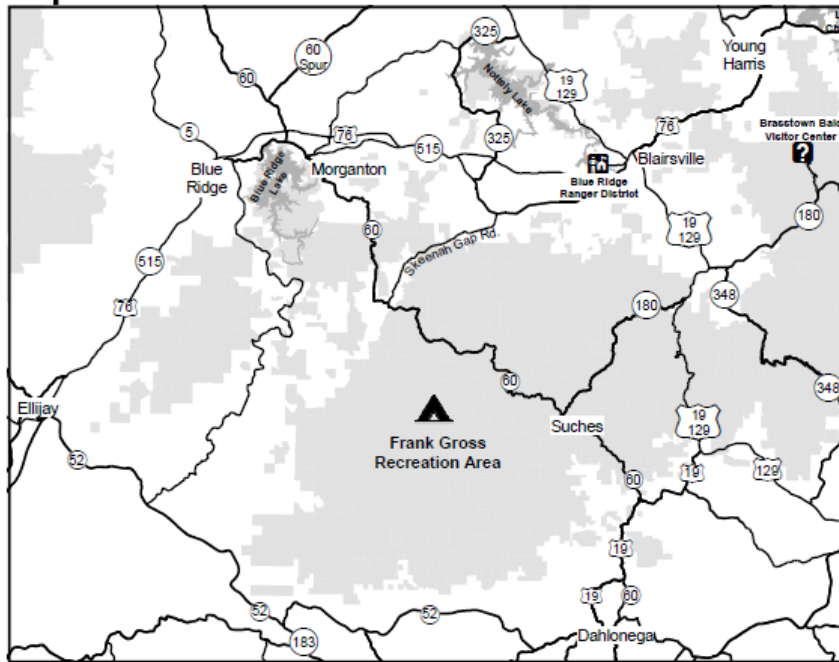 325
60
Spur
60
Young
Harris
19
129
Nottely Lake
5
76
325
76
515
Brasstown Bald
Visitor Center
?
Blue
Ridge
Blue Ridge
Lake
Morganton
Blairsville
Blue Ridge
Ranger District
180
60
19
129
Skeenah Gap Rd.
515
348
76
180
60
348
Ellijay
Frank Gross
Recreation Area
Suches
19
129
52
60
19
129
19
19
60
52
52
183
Dahlonega